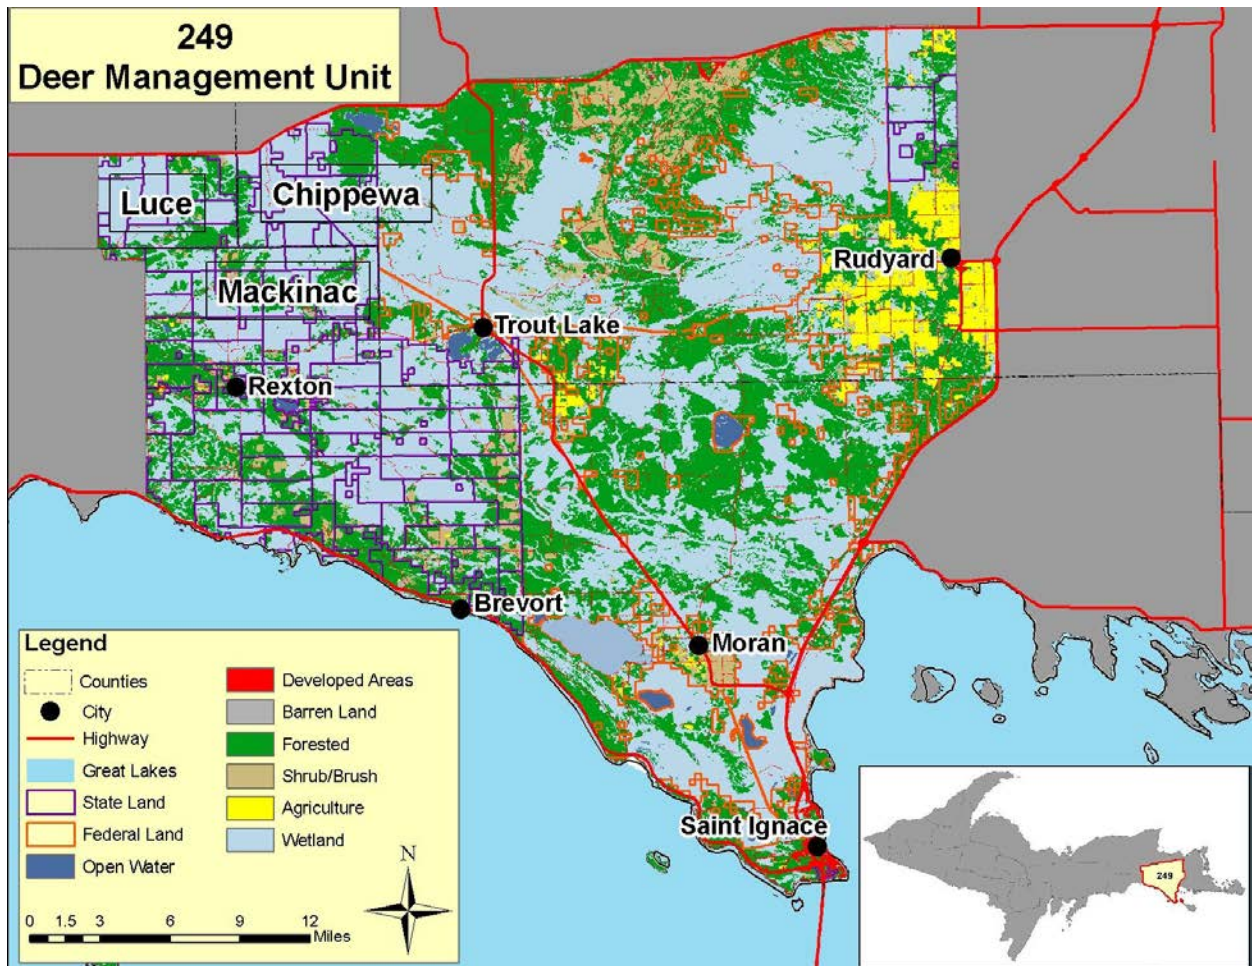 249
Deer Management Unit
Luce
Chippewa
Mackinac
Rudyard
Trout Lake
Rexton
Brevort
Moran
Saint Ignace
Legend
Counties
City
Highway
Great Lakes
State Land
Federal Land
Open Water
Developed Areas
Barren Land
Forested
Shrub/Brush
Agriculture
Wetland
N
0 1.5 3 6 9 12
Miles
249